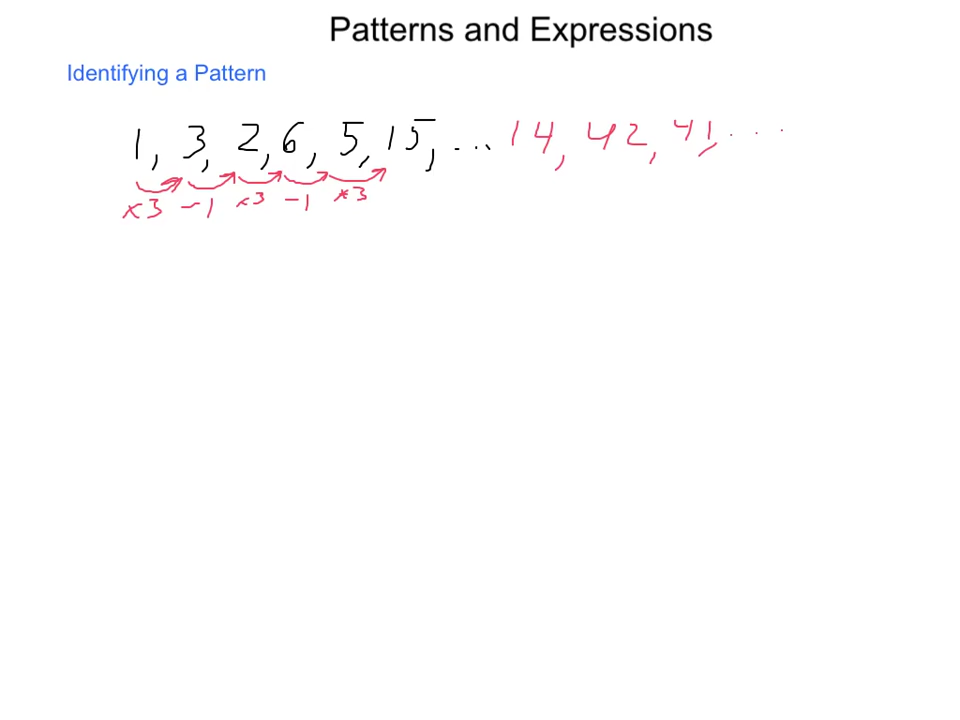 Patterns and Expressions
Identifying a Pattern
1, 3, 2, 6, 5, 15, ... 14, 42, 41, ...
×3 −1 ×3 −1 ×3